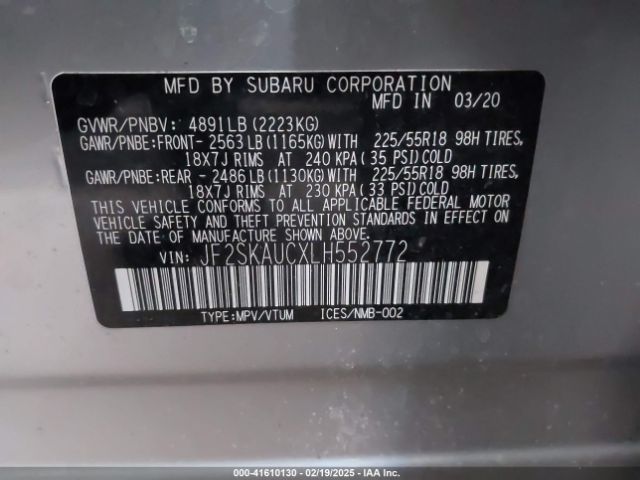 MFD BY SUBARU CORPORATION
MFD IN 03/20
GVWR/PNBV: 4891LB (2223KG)
GAWR/PNBE:FRONT- 2563 LB (1165KG) WITH 225/55R18 98H TIRES,
18X7J RIMS AT 240 KPA (35 PSI) COLD
GAWR/PNBE:REAR - 2486 LB (1130KG) WITH 225/55R18 98H TIRES,
18X7J RIMS AT 230 KPA (33 PSI) COLD
THIS VEHICLE CONFORMS TO ALL APPLICABLE FEDERAL MOTOR
VEHICLE SAFETY AND THEFT PREVENTION STANDARDS IN EFFECT ON
THE DATE OF MANUFACTURE SHOWN ABOVE.
VIN: JF2SKAUCXLH552772
TYPE:MPV/VTUM ICES/NMB-002
000-41610130 - 02/19/2025 - IAA Inc.